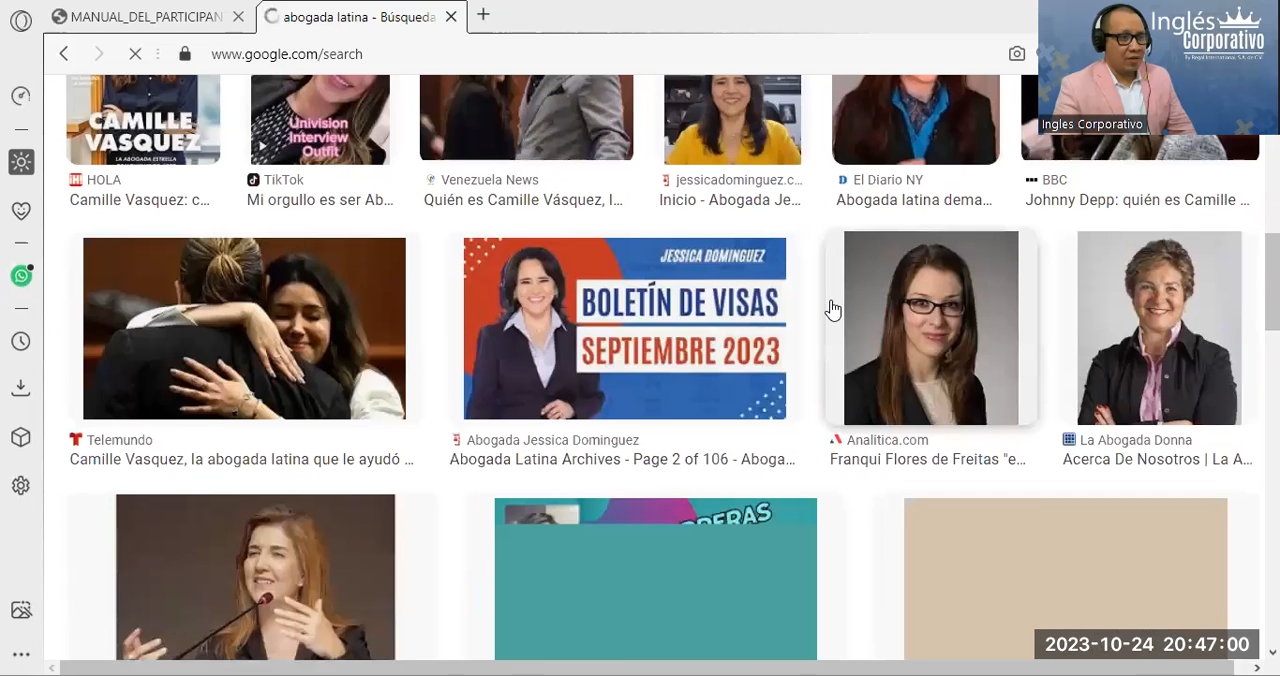 MANUAL_DEL_PARTICIPAN
abogada latina - Búsqueda
www.google.com/search
Inglés
Corporativo
Ingles Corporativo
CAMILLE
VASQUEZ
Univision
Interview
Outfit
HOLA
Camille Vasquez: c...
TikTok
Mi orgullo es ser Ab...
Venezuela News
Quién es Camille Vásquez, l...
jessicadominguez.c...
Inicio - Abogada Je...
El Diario NY
Abogada latina dema...
BBC
Johnny Depp: quién es Camille ...
JESSICA DOMINGUEZ
BOLETÍN DE VISAS
SEPTIEMBRE 2023
Telemundo
Camille Vasquez, la abogada latina que le ayudó ...
Abogada Jessica Dominguez
Abogada Latina Archives - Page 2 of 106 - Aboga...
Analitica.com
Franqui Flores de Freitas "e...
La Abogada Donna
Acerca De Nosotros | La A...
2023-10-24 20:47:00